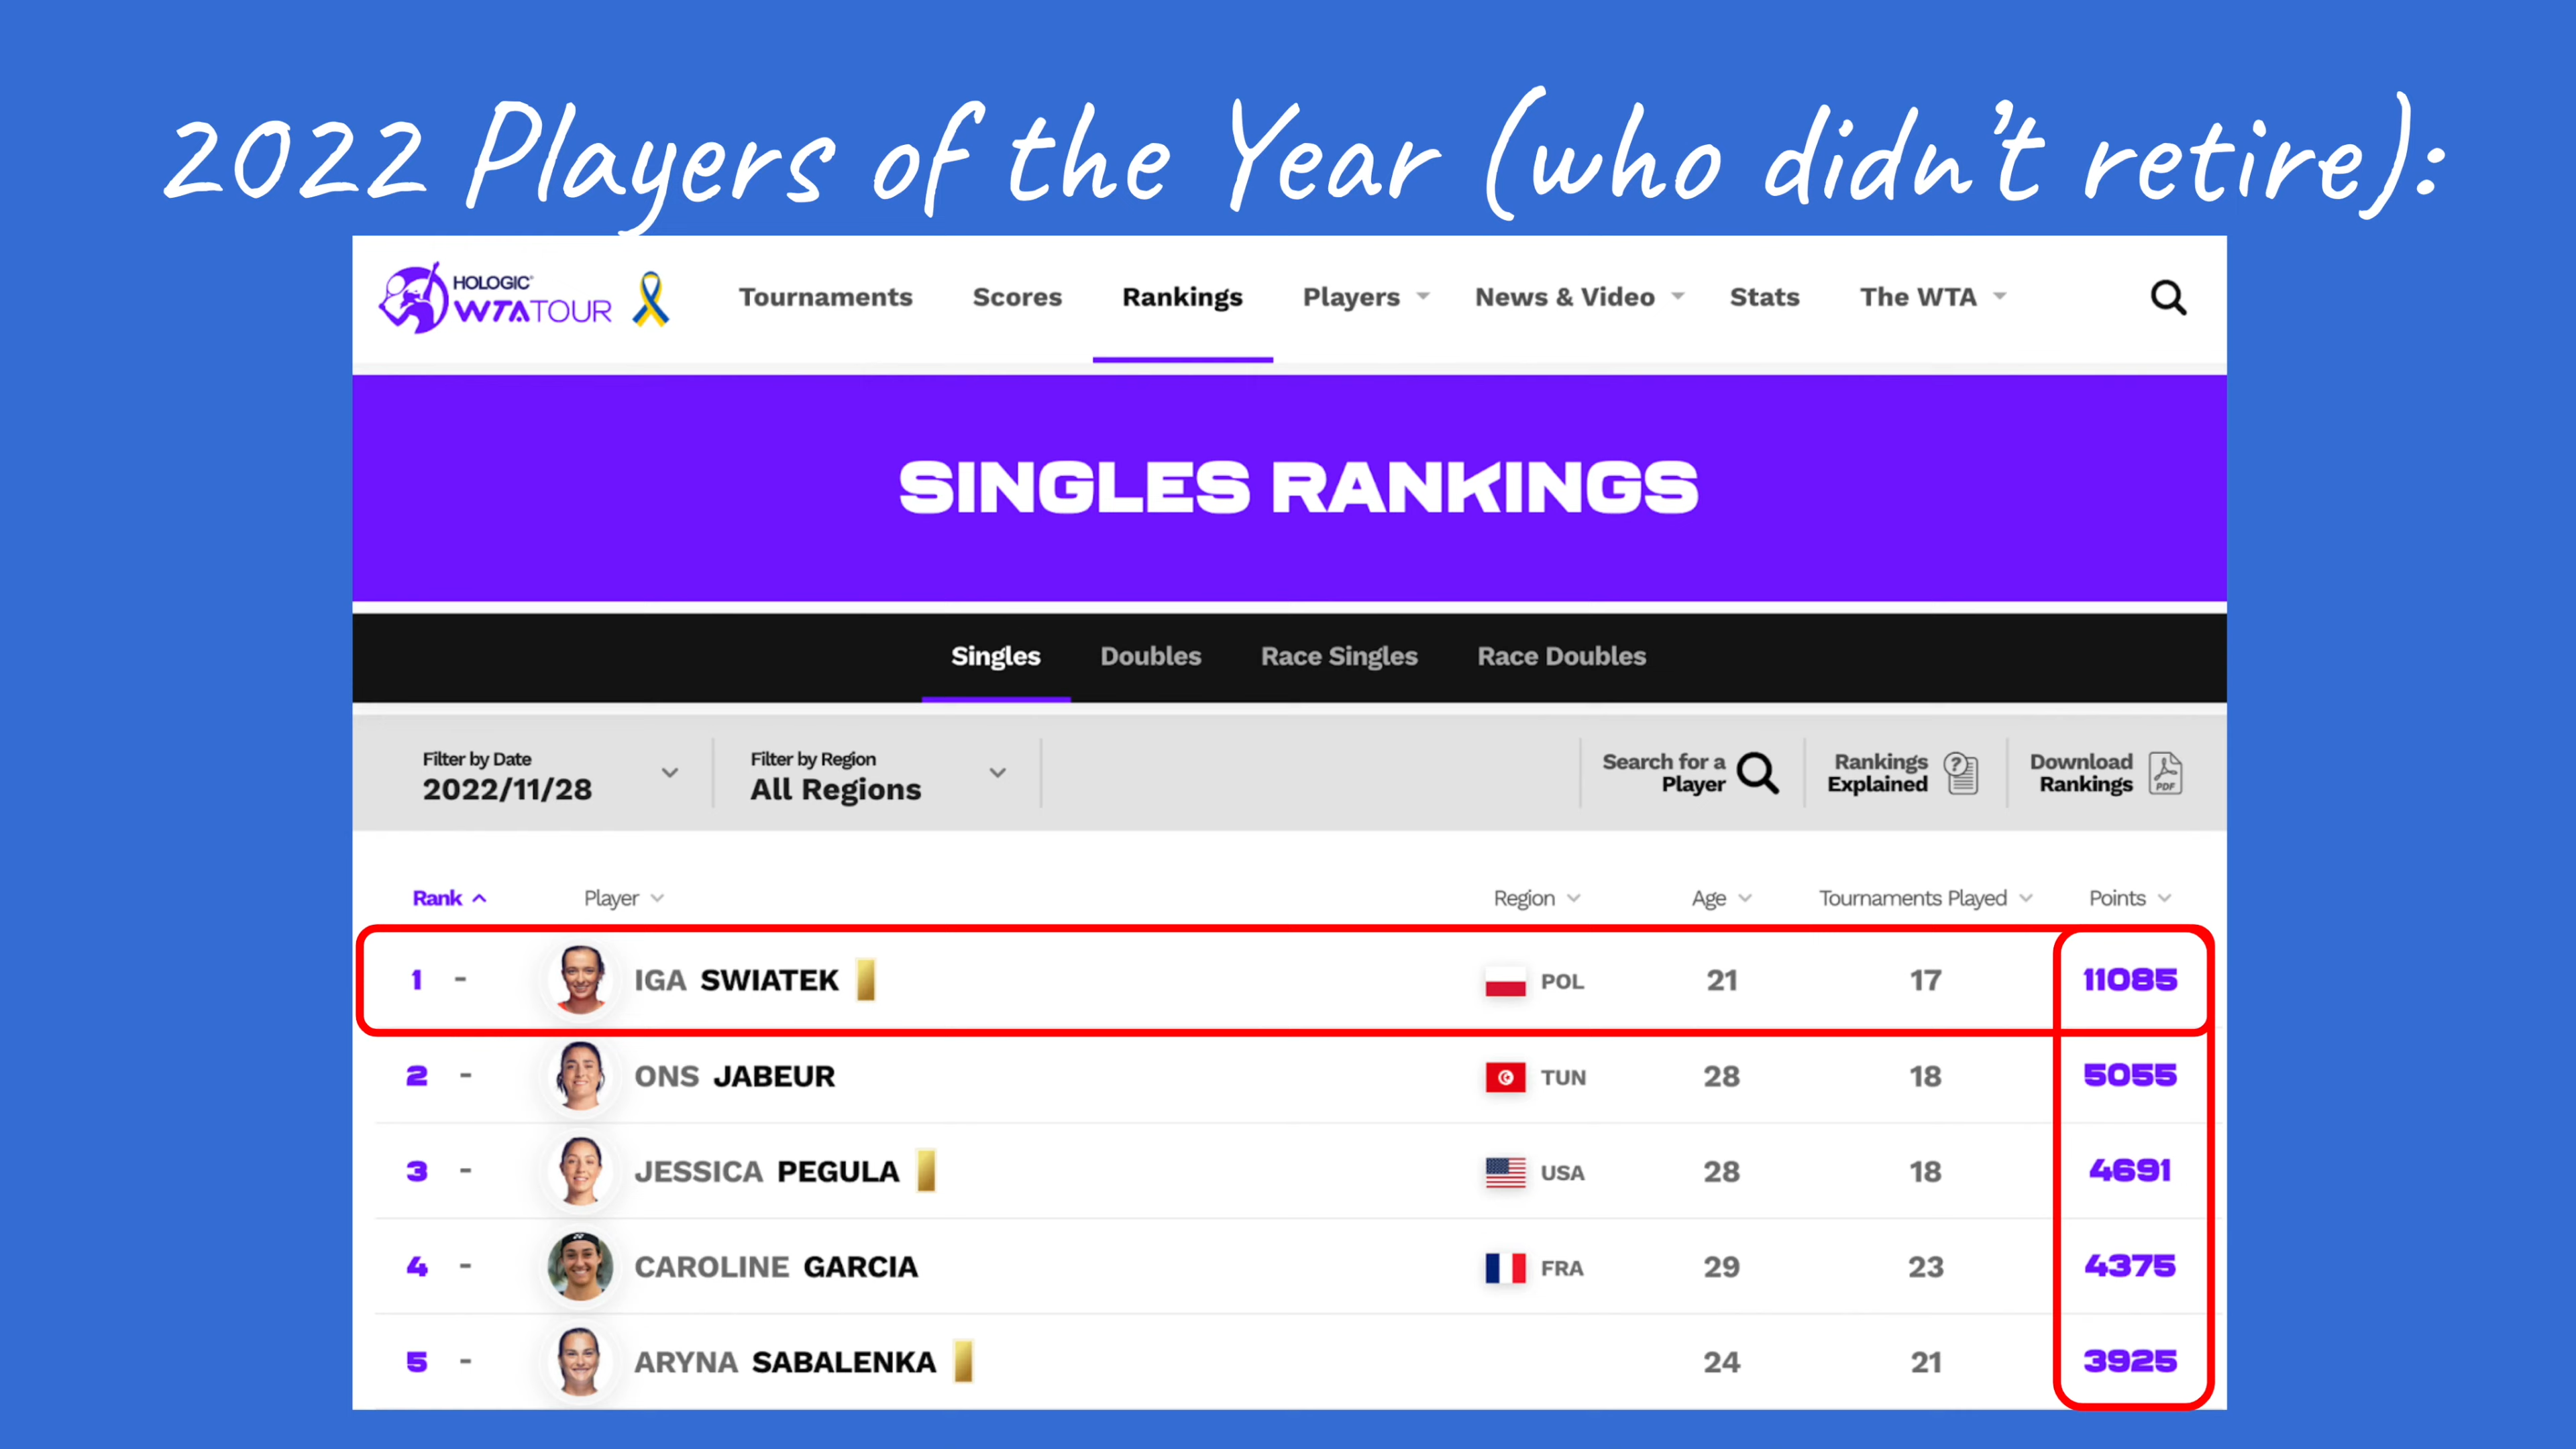 2022 Players of the Year (who didn't retire):
HOLOGIC®
WTATOUR
Tournaments Scores Rankings Players News & Video Stats The WTA
SINGLES RANKINGS
Singles Doubles Race Singles Race Doubles
Filter by Date
2022/11/28
Filter by Region
All Regions
Search for a
Player
Rankings
Explained
?
Download
Rankings
PDF
Rank Player Region Age Tournaments Played Points
1 - IGA SWIATEK POL 21 17 11085
2 - ONS JABEUR TUN 28 18 5055
3 - JESSICA PEGULA USA 28 18 4691
4 - CAROLINE GARCIA FRA 29 23 4375
5 - ARYNA SABALENKA 24 21 3925